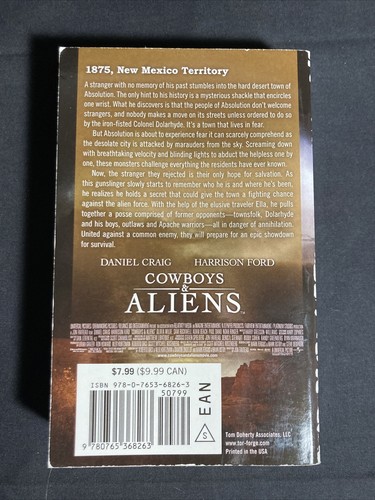 1875, New Mexico Territory
A stranger with no memory of his past stumbles into the hard desert town of
Absolution. The only hint to his history is a mysterious shackle that encircles
one wrist. What he discovers is that the people of Absolution don't welcome
strangers, and nobody makes a move on its streets unless ordered to do so
by the iron-fisted Colonel Dolarhyde. It's a town that lives in fear.
But Absolution is about to experience fear it can scarcely comprehend as
the desolate city is attacked by marauders from the sky. Screaming down
with breathtaking velocity and blinding lights to abduct the helpless one by
one, these monsters challenge everything the residents have ever known.
Now, the stranger they rejected is their only hope for salvation. As
this gunslinger slowly starts to remember who he is and where he's been,
he realizes he holds a secret that could give the town a fighting chance
against the alien force. With the help of the elusive traveler Ella, he pulls
together a posse comprised of former opponents—townsfolk, Dolarhyde
and his boys, outlaws and Apache warriors—all in danger of annihilation.
United against a common enemy, they will prepare for an epic showdown
for survival.
DANIEL CRAIG HARRISON FORD
COWBOYS
&
ALIENS
www.cowboysandaliensmovie.com
$7.99 ($9.99 CAN)
ISBN 978-0-7653-6826-3
50799
9 780765 368263
S
EAN
Tom Doherty Associates, LLC
www.tor-forge.com
Printed in the USA